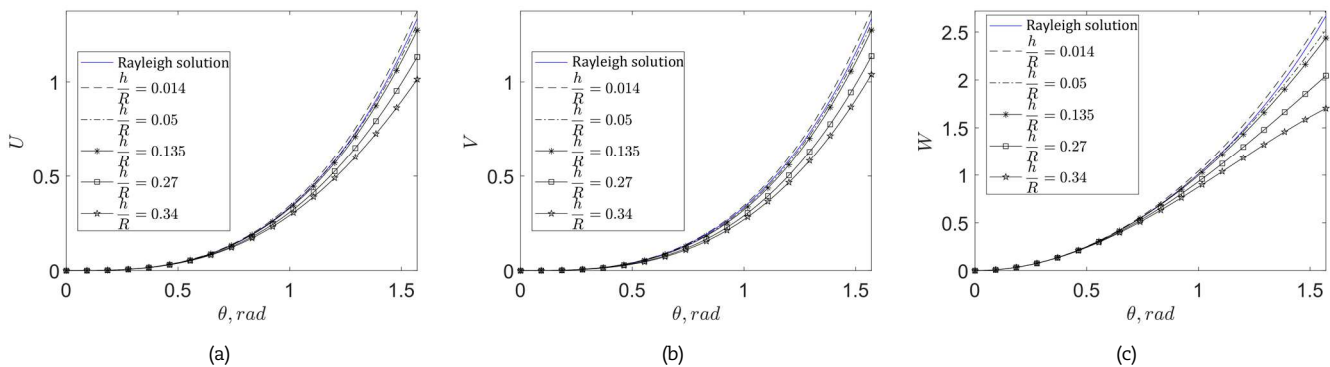 1
0.5
0
U
0
0.5
1
1.5
θ, rad
Rayleigh solution
h/R = 0.014
h/R = 0.05
h/R = 0.135
h/R = 0.27
h/R = 0.34
(a)
1
0.5
0
V
0
0.5
1
1.5
θ, rad
Rayleigh solution
h/R = 0.014
h/R = 0.05
h/R = 0.135
h/R = 0.27
h/R = 0.34
(b)
2.5
2
1.5
1
0.5
0
W
0
0.5
1
1.5
θ, rad
Rayleigh solution
h/R = 0.014
h/R = 0.05
h/R = 0.135
h/R = 0.27
h/R = 0.34
(c)